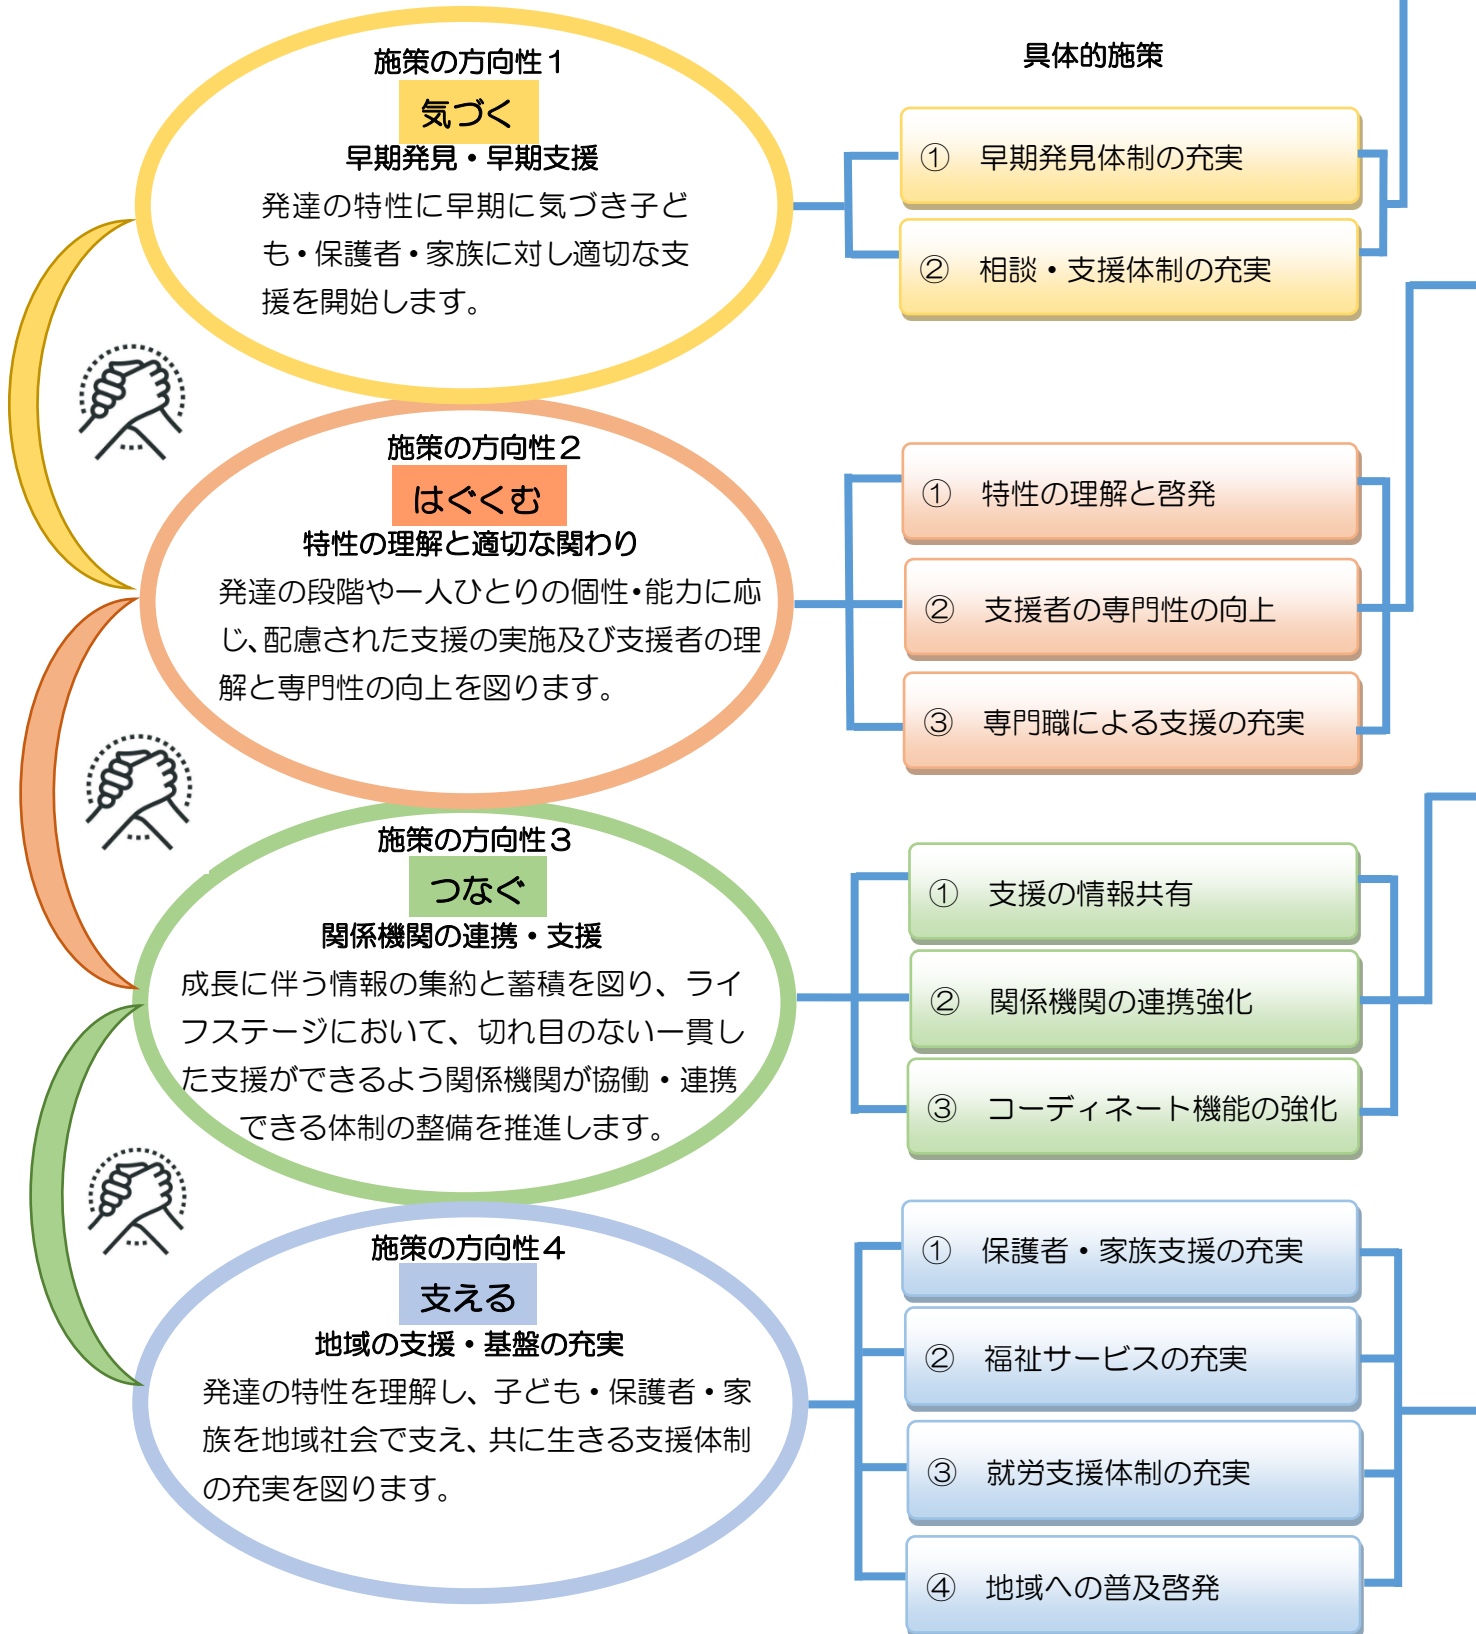 施策の方向性１
気づく
早期発見・早期支援
発達の特性に早期に気づき子ど
も・保護者・家族に対し適切な支
援を開始します。
具体的施策
① 早期発見体制の充実
② 相談・支援体制の充実
施策の方向性２
はぐくむ
特性の理解と適切な関わり
発達の段階や一人ひとりの個性・能力に応
じ、配慮された支援の実施及び支援者の理
解と専門性の向上を図ります。
① 特性の理解と啓発
② 支援者の専門性の向上
③ 専門職による支援の充実
施策の方向性３
つなぐ
関係機関の連携・支援
成長に伴う情報の集約と蓄積を図り、ライ
フステージにおいて、切れ目のない一貫し
た支援ができるよう関係機関が協働・連携
できる体制の整備を推進します。
① 支援の情報共有
② 関係機関の連携強化
③ コーディネート機能の強化
施策の方向性４
支える
地域の支援・基盤の充実
発達の特性を理解し、子ども・保護者・家
族を地域社会で支え、共に生きる支援体制
の充実を図ります。
① 保護者・家族支援の充実
② 福祉サービスの充実
③ 就労支援体制の充実
④ 地域への普及啓発